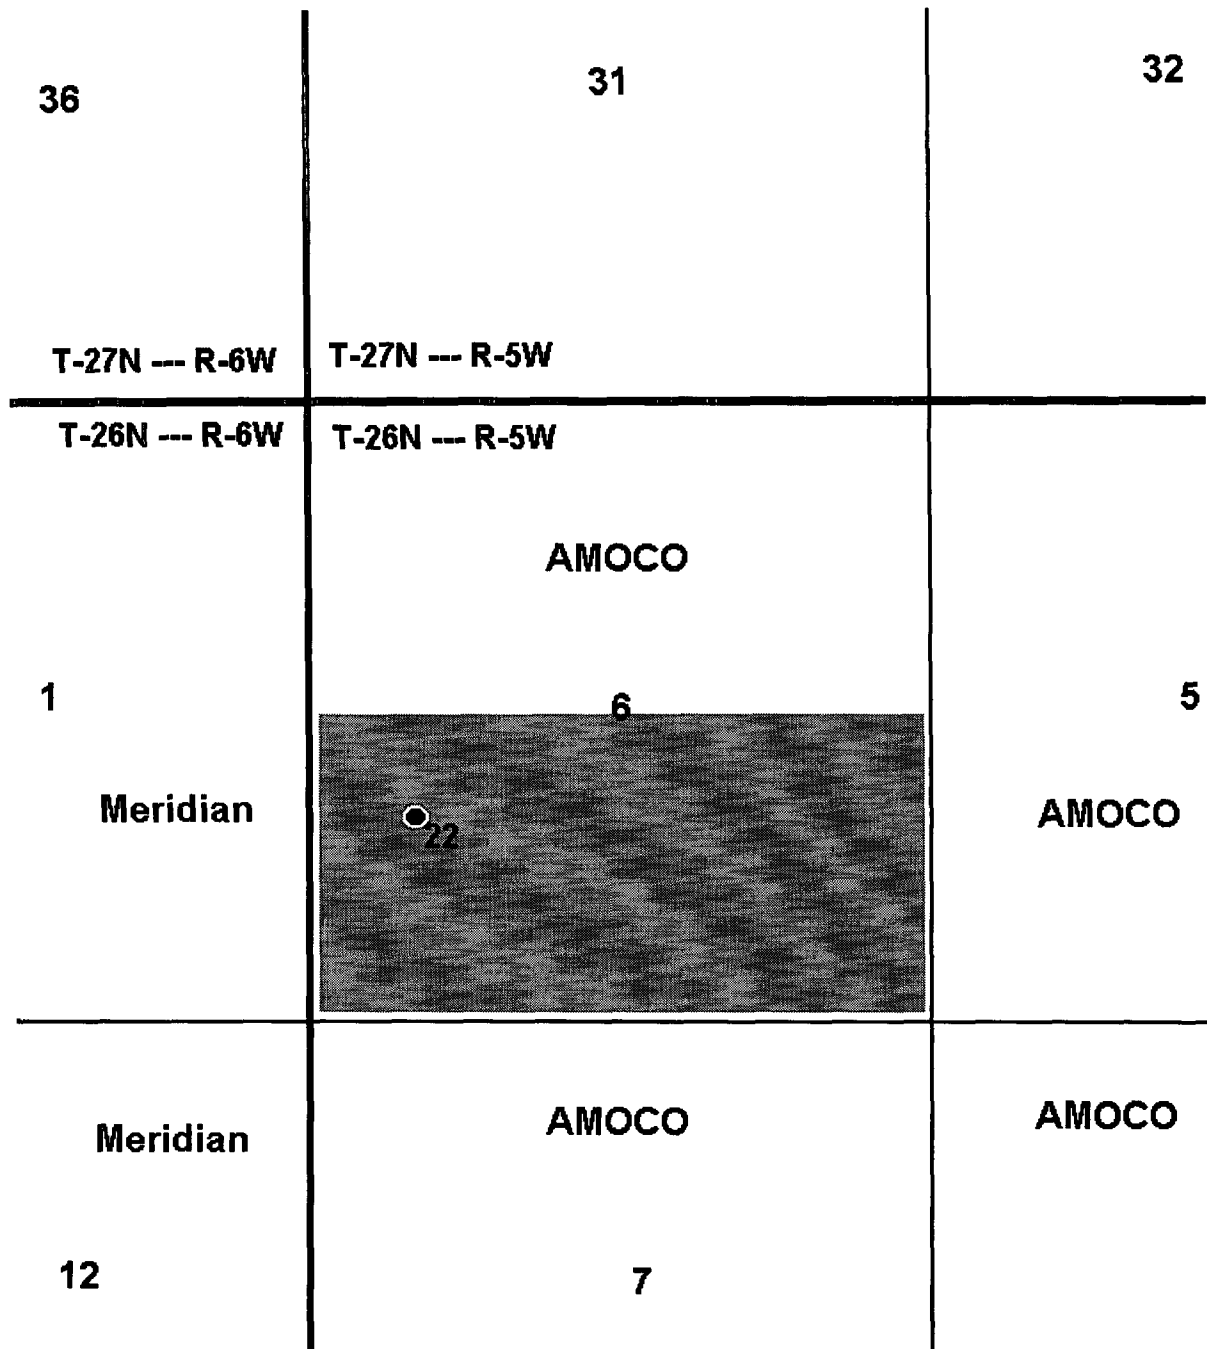 36
31
32
T-27N --- R-6W
T-27N --- R-5W
T-26N --- R-6W
T-26N --- R-5W
AMOCO
1
6
5
Meridian
22
AMOCO
Meridian
AMOCO
AMOCO
12
7